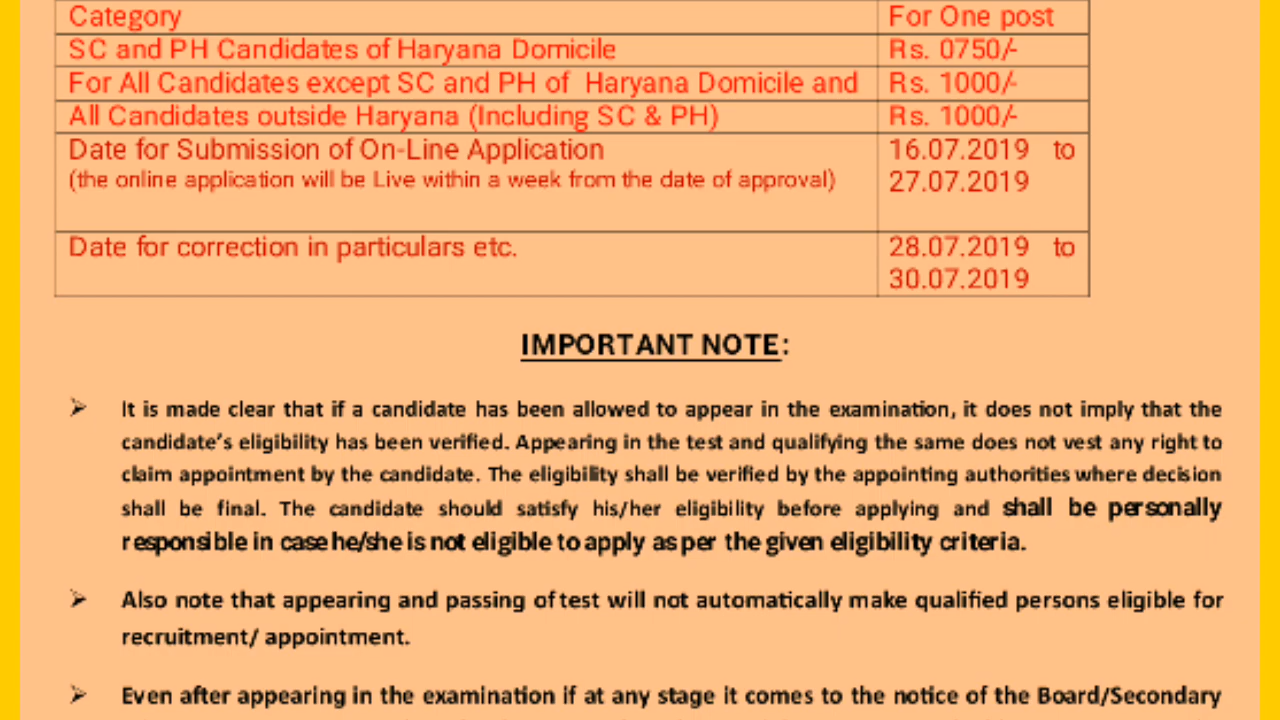 Category For One post
SC and PH Candidates of Haryana Domicile Rs. 0750/-
For All Candidates except SC and PH of Haryana Domicile and Rs. 1000/-
All Candidates outside Haryana (Including SC & PH) Rs. 1000/-
Date for Submission of On-Line Application 16.07.2019 to
(the online application will be Live within a week from the date of approval) 27.07.2019
Date for correction in particulars etc. 28.07.2019 to
30.07.2019
IMPORTANT NOTE:
➢ It is made clear that if a candidate has been allowed to appear in the examination, it does not imply that the
candidate's eligibility has been verified. Appearing in the test and qualifying the same does not vest any right to
claim appointment by the candidate. The eligibility shall be verified by the appointing authorities where decision
shall be final. The candidate should satisfy his/her eligibility before applying and shall be personally
responsible in case he/she is not eligible to apply as per the given eligibility criteria.
➢ Also note that appearing and passing of test will not automatically make qualified persons eligible for
recruitment/ appointment.
➢ Even after appearing in the examination if at any stage it comes to the notice of the Board/Secondary